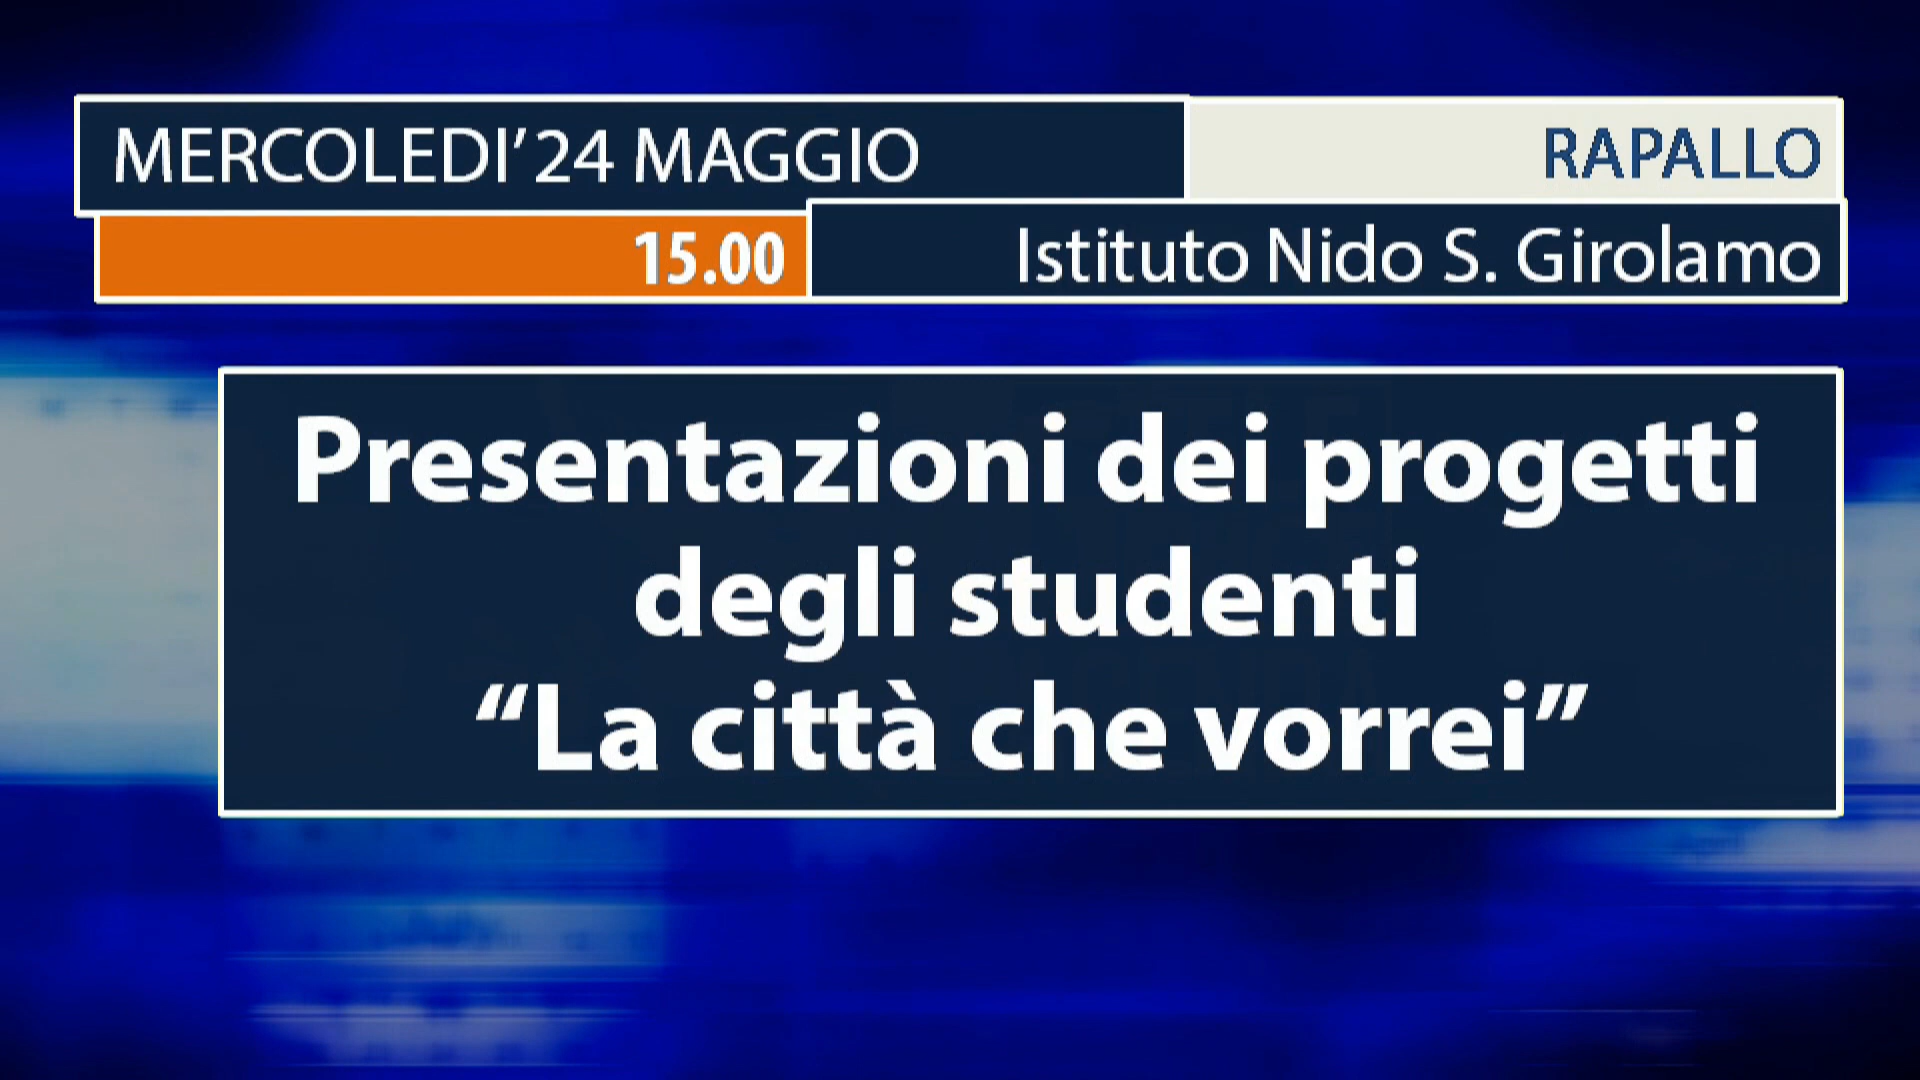 MERCOLEDI’24 MAGGIO
RAPALLO
15.00
Istituto Nido S. Girolamo
Presentazioni dei progetti
degli studenti
“La città che vorrei”